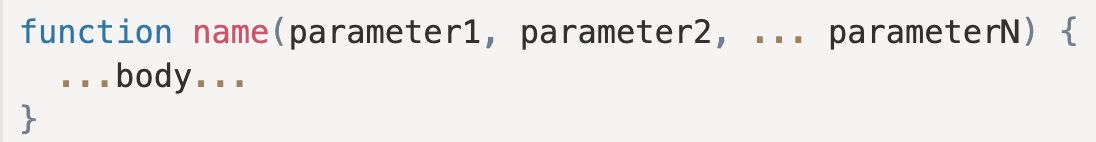 function name(parameter1, parameter2, ... parameterN) {
  ...body...
}